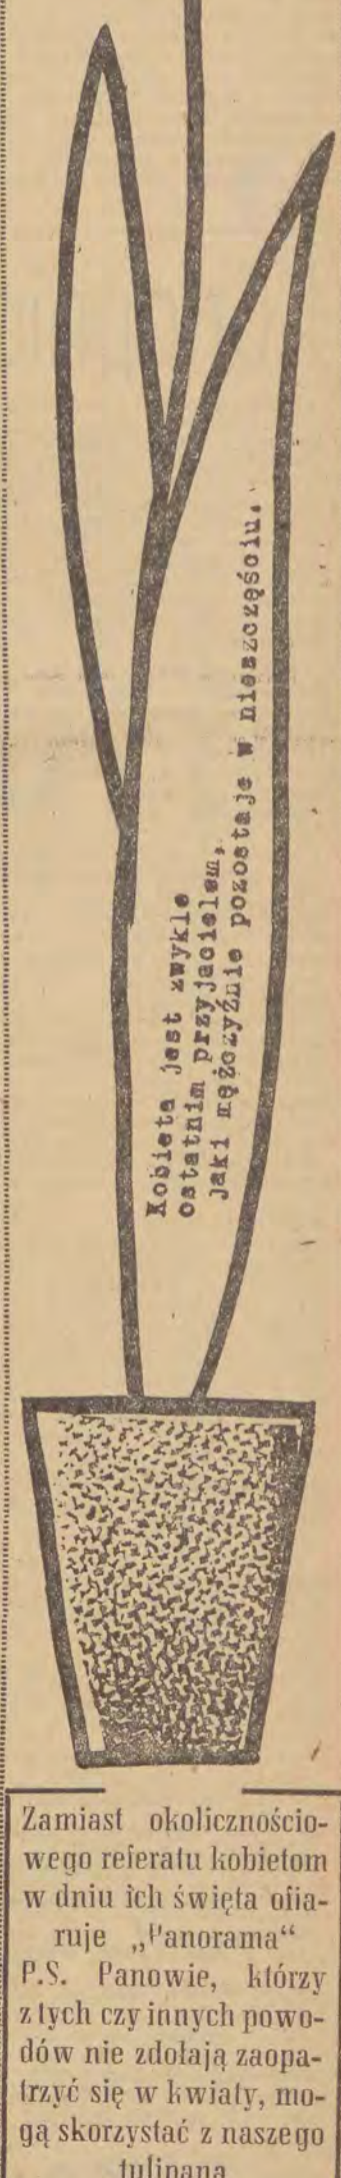 Kobieta jest zwykle
ostatnim przyjacielem,
jaki mężczyźnie pozostaje w nieszczęściu.
Zamiast okolicznościo-
wego referatu kobietom
w dniu ich święta ofia-
ruje „Panorama“
P.S. Panowie, którzy
z tych czy innych powo-
dów nie zdołają zaopa-
trzyć się w kwiaty, mo-
gą skorzystać z naszego
tulipana